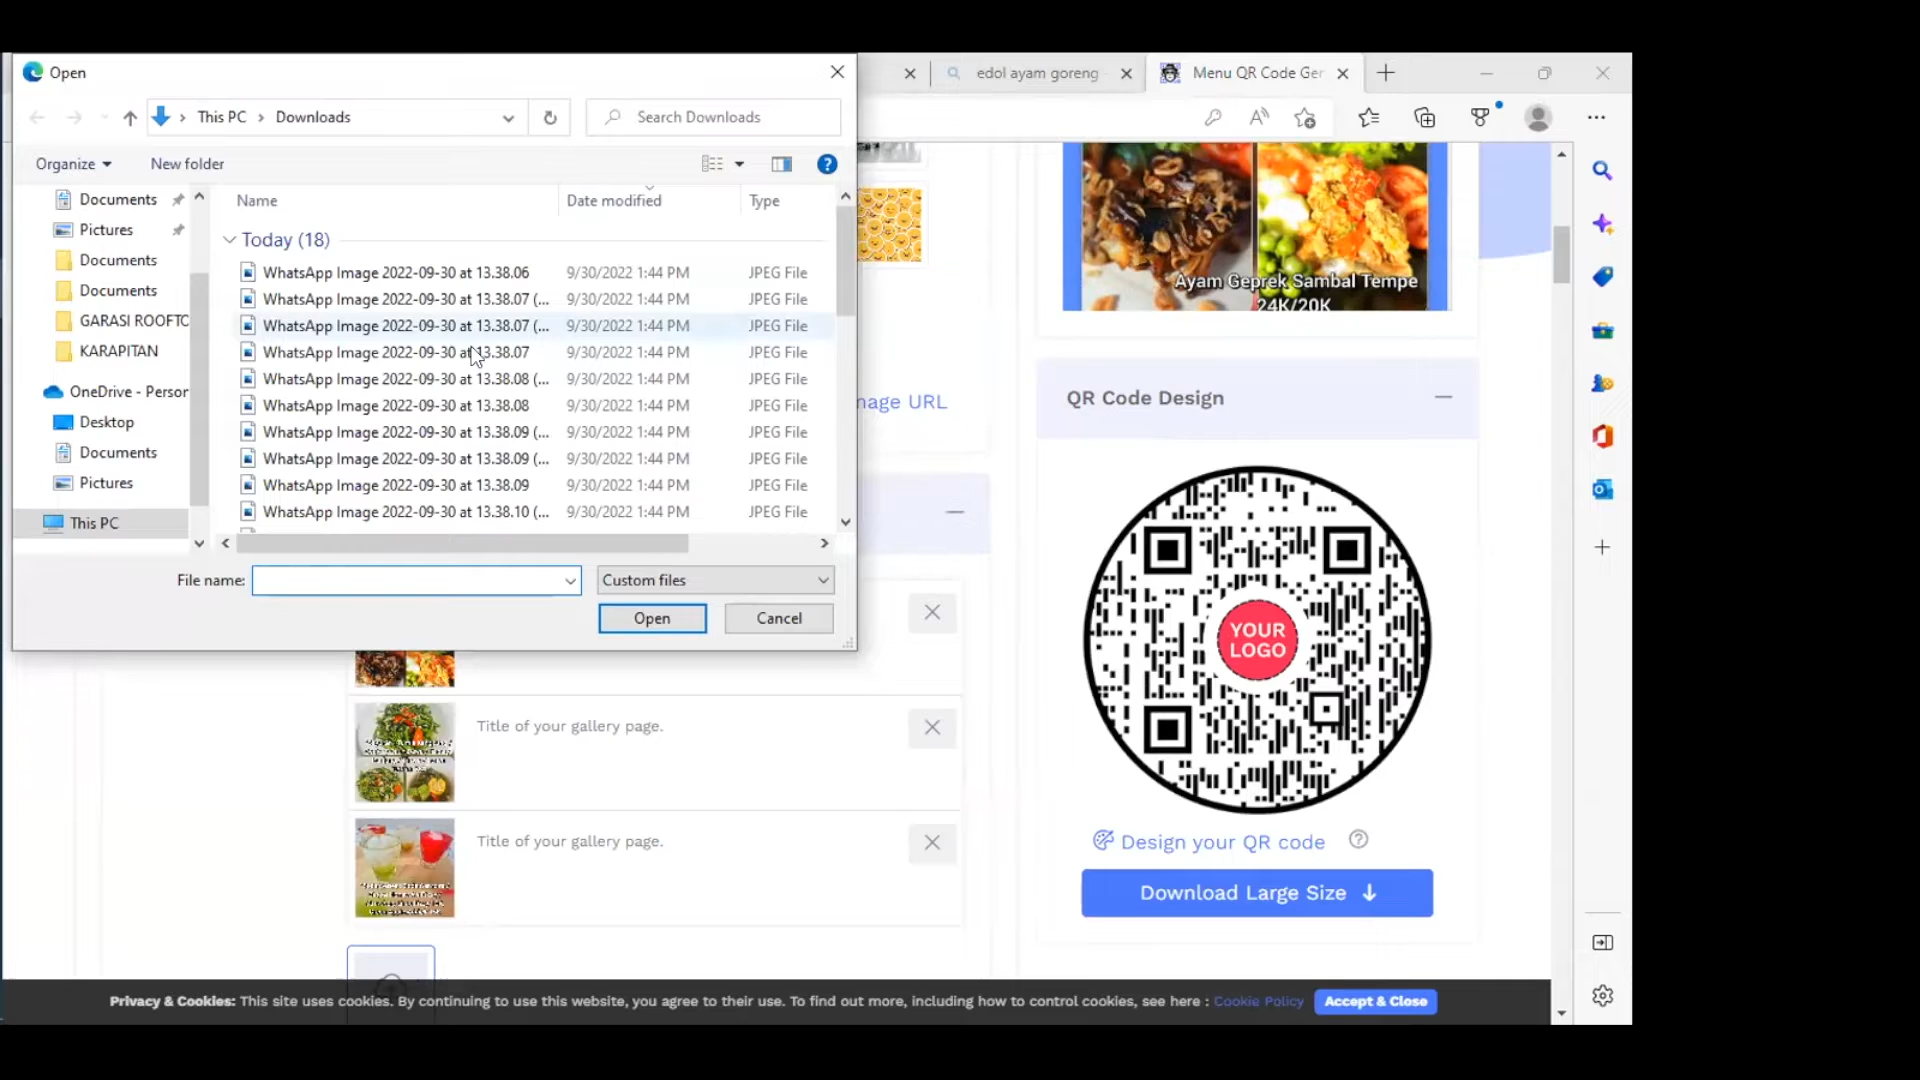 Open
This PC > Downloads
Search Downloads
Organize
New folder
Documents
Pictures
Documents
Documents
GARASI ROOFTC
KARAPITAN
OneDrive - Person
Desktop
Documents
Pictures
This PC
Name Date modified Type
Today (18)
WhatsApp Image 2022-09-30 at 13.38.06 9/30/2022 1:44 PM JPEG File
WhatsApp Image 2022-09-30 at 13.38.07 (... 9/30/2022 1:44 PM JPEG File
WhatsApp Image 2022-09-30 at 13.38.07 (... 9/30/2022 1:44 PM JPEG File
WhatsApp Image 2022-09-30 at 13.38.07 9/30/2022 1:44 PM JPEG File
WhatsApp Image 2022-09-30 at 13.38.08 (... 9/30/2022 1:44 PM JPEG File
WhatsApp Image 2022-09-30 at 13.38.08 9/30/2022 1:44 PM JPEG File
WhatsApp Image 2022-09-30 at 13.38.09 (... 9/30/2022 1:44 PM JPEG File
WhatsApp Image 2022-09-30 at 13.38.09 (... 9/30/2022 1:44 PM JPEG File
WhatsApp Image 2022-09-30 at 13.38.09 9/30/2022 1:44 PM JPEG File
WhatsApp Image 2022-09-30 at 13.38.10 (... 9/30/2022 1:44 PM JPEG File
File name:
Custom files
Open
Cancel
edol ayam goreng
Menu QR Code Ger
Ayam Geprek Sambal Tempe
24K/20K
mage URL
QR Code Design
YOUR
LOGO
Design your QR code
Download Large Size
Title of your gallery page.
Title of your gallery page.
Privacy & Cookies: This site uses cookies. By continuing to use this website, you agree to their use. To find out more, including how to control cookies, see here : Cookie Policy
Accept & Close